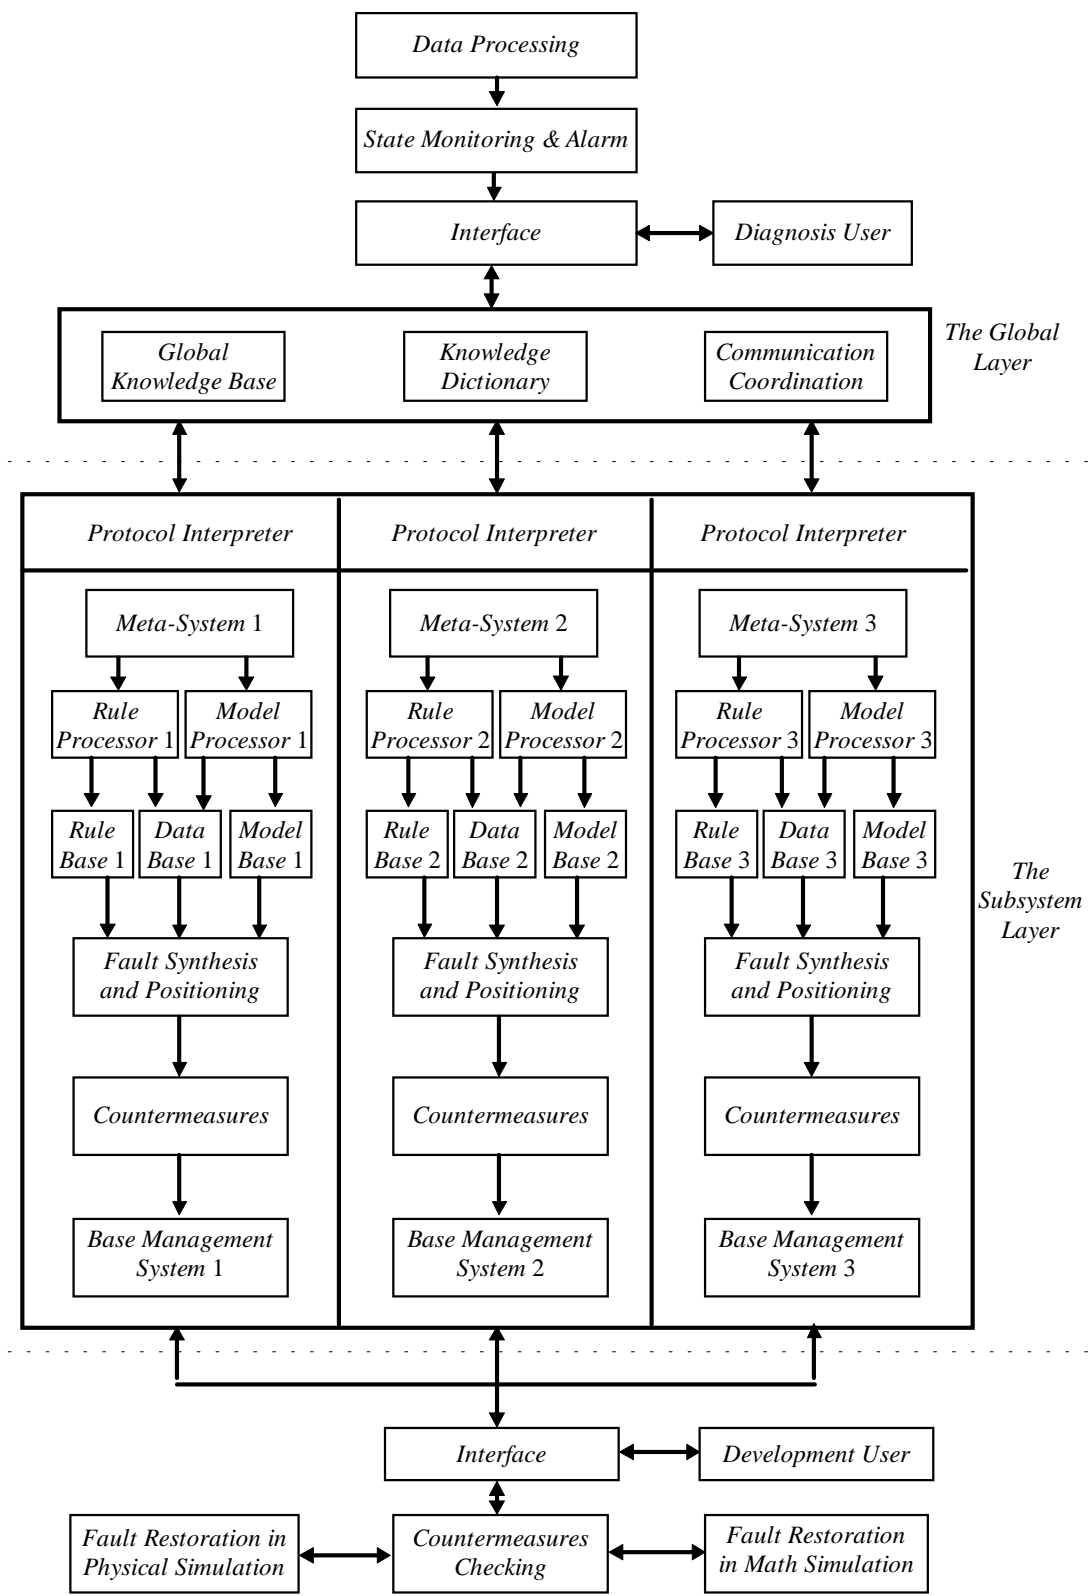 Data Processing
State Monitoring & Alarm
Interface
Diagnosis User
Global
Knowledge Base
Knowledge
Dictionary
Communication
Coordination
The Global
Layer
Protocol Interpreter
Protocol Interpreter
Protocol Interpreter
Meta-System 1
Meta-System 2
Meta-System 3
Rule
Processor 1
Model
Processor 1
Rule
Processor 2
Model
Processor 2
Rule
Processor 3
Model
Processor 3
Rule
Base 1
Data
Base 1
Model
Base 1
Rule
Base 2
Data
Base 2
Model
Base 2
Rule
Base 3
Data
Base 3
Model
Base 3
The
Subsystem
Layer
Fault Synthesis
and Positioning
Fault Synthesis
and Positioning
Fault Synthesis
and Positioning
Countermeasures
Countermeasures
Countermeasures
Base Management
System 1
Base Management
System 2
Base Management
System 3
Interface
Development User
Fault Restoration in
Physical Simulation
Countermeasures
Checking
Fault Restoration
in Math Simulation